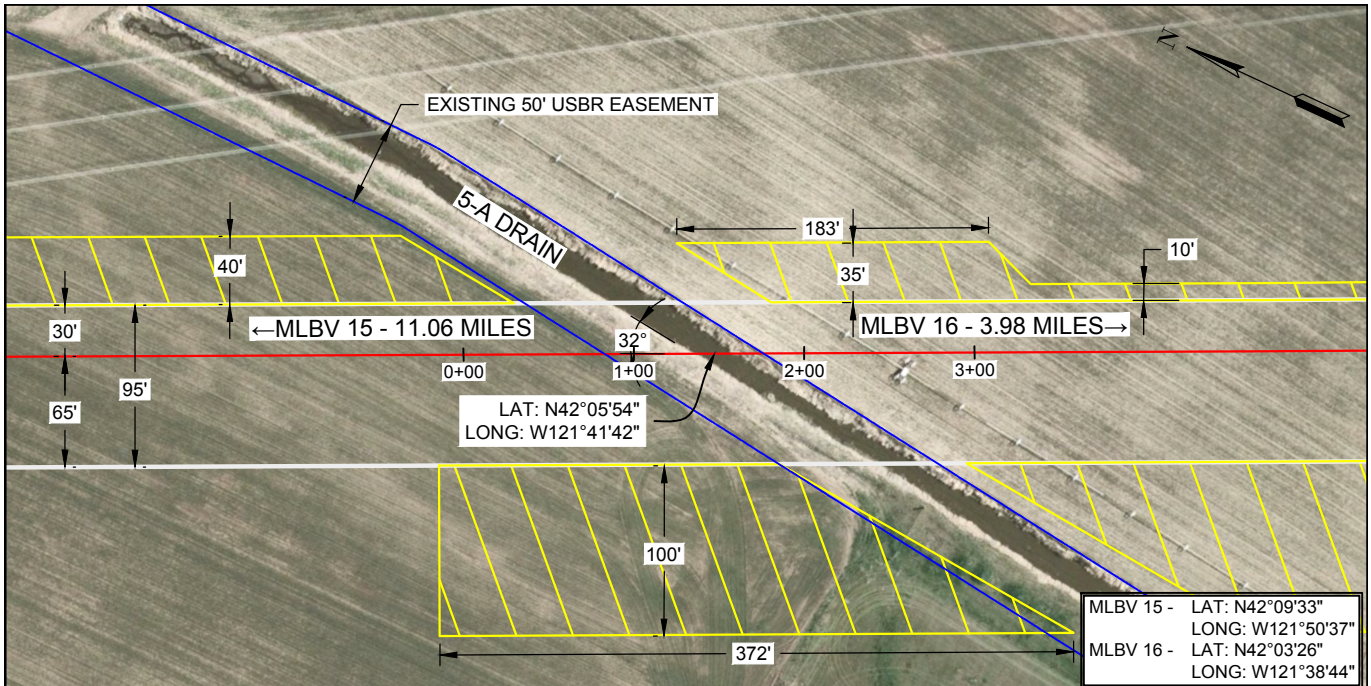 N
EXISTING 50' USBR EASEMENT
5-A DRAIN
183'
10'
40'
35'
30'
←MLBV 15 - 11.06 MILES
32°
MLBV 16 - 3.98 MILES→
0+00
1+00
2+00
3+00
95'
65'
LAT: N42°05'54"
LONG: W121°41'42"
100'
372'
MLBV 15 - LAT: N42°09'33"
LONG: W121°50'37"
MLBV 16 - LAT: N42°03'26"
LONG: W121°38'44"